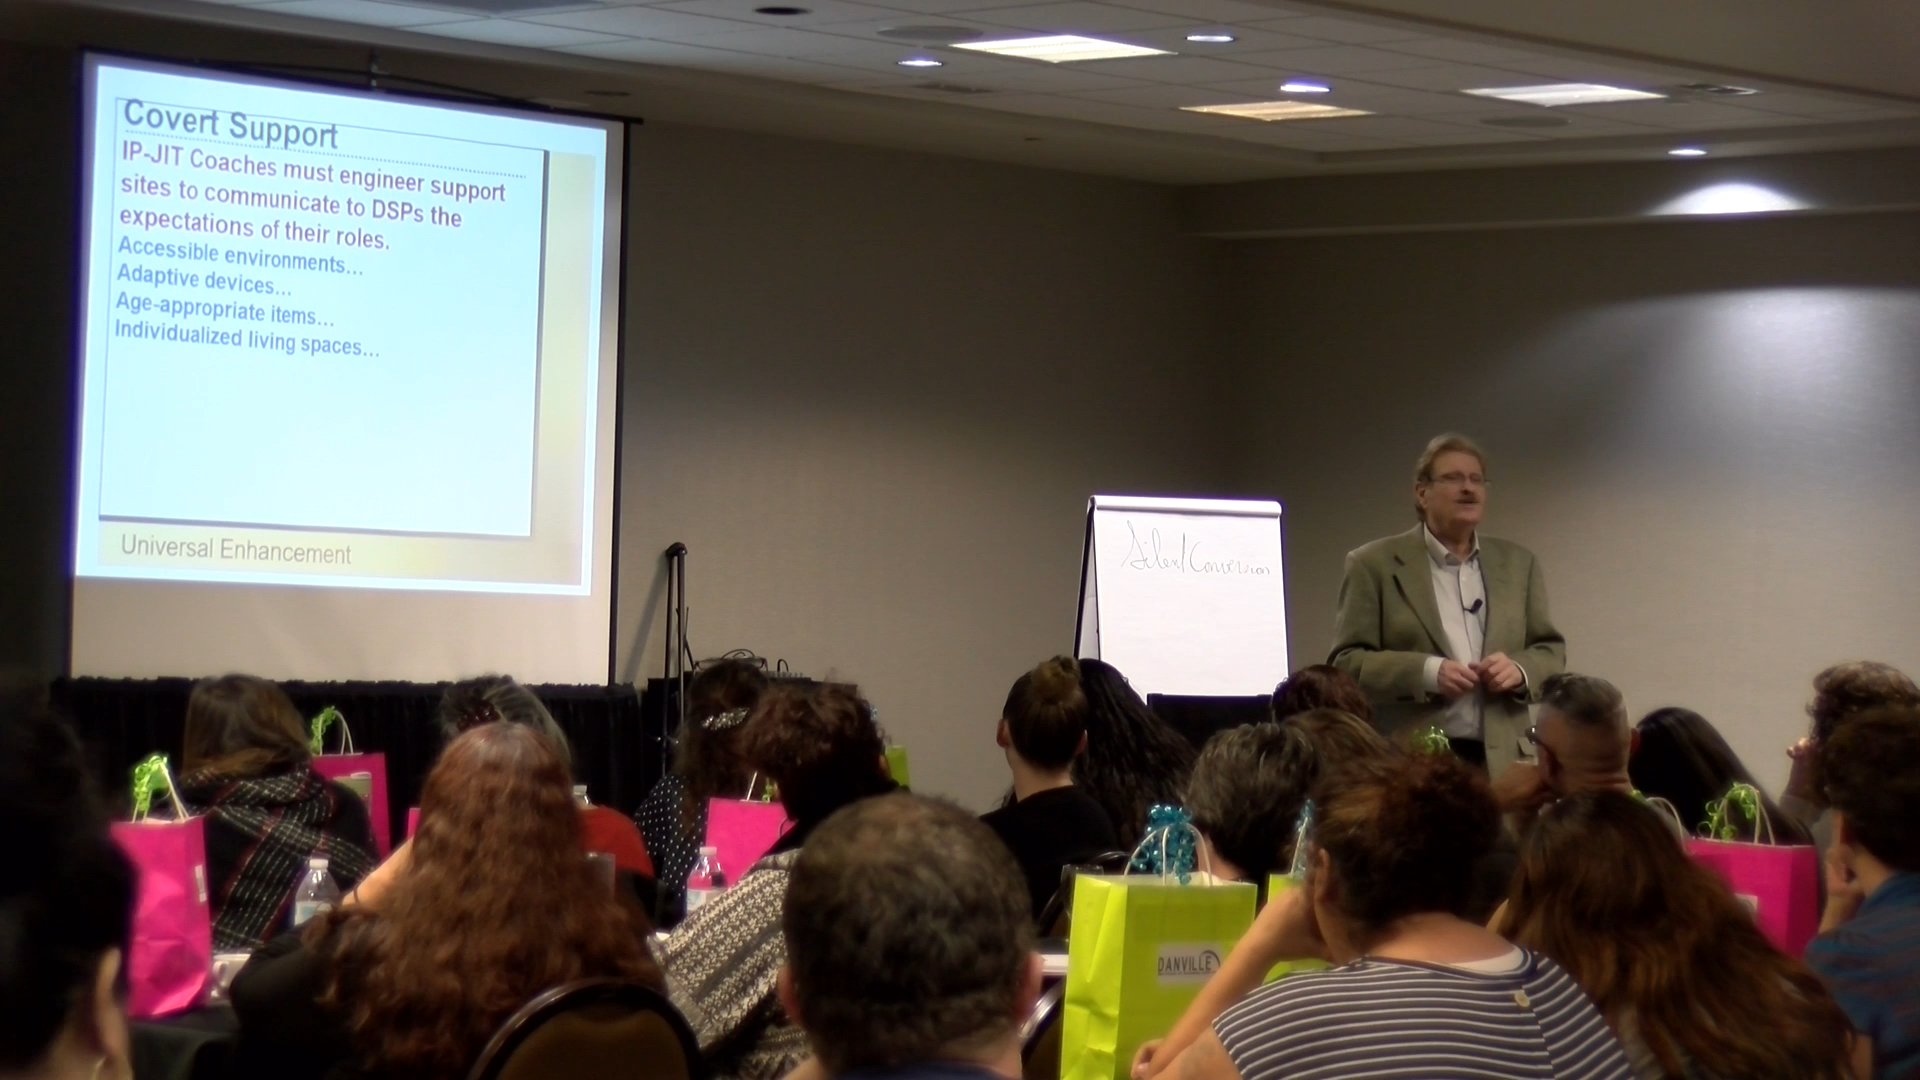 Covert Support
IP-JIT Coaches must engineer support
sites to communicate to DSPs the
expectations of their roles.
Accessible environments...
Adaptive devices...
Age-appropriate items...
Individualized living spaces...
Universal Enhancement
Silent Conversion
DANVILLE